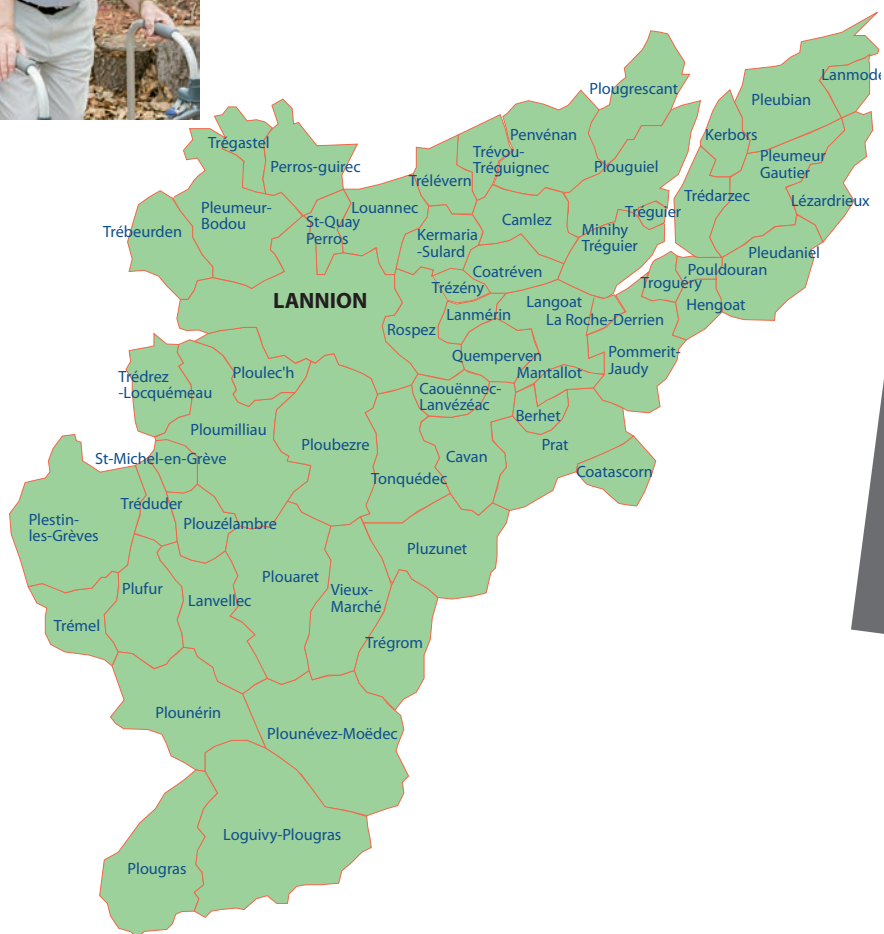 Plougrescant
Lanmode
Pleubian
Penvénan
Kerbors
Trégastel
Perros-guirec
Trévou-
Tréguignec
Plouguiel
Pleumeur
Gautier
Trélévern
Trédarzec
Lézardrieux
Pleumeur-
Bodou
Louannec
St-Quay
Perros
Tréguier
Camlez
Minihy
Tréguier
Trébeurden
Kermaria
-Sulard
Pleudaniel
Coatréven
Pouldouran
Troguéry
Trézény
LANNION
Langoat
Hengoat
Lanmérin
La Roche-Derrien
Rospez
Quemperven
Pommerit-
Jaudy
Mantallot
Ploulec'h
Trédrez
-Locquémeau
Caouënnec-
Lanvézéac
Berhet
Ploumilliau
Ploubezre
Prat
St-Michel-en-Grève
Cavan
Coatascorn
Tonquédec
Tréduder
Plestin-
les-Grèves
Plouzélambre
Pluzunet
Plouaret
Plufur
Vieux-
Marché
Lanvellec
Trémel
Trégrom
Plounérin
Plounévez-Moëdec
Loguivy-Plougras
Plougras